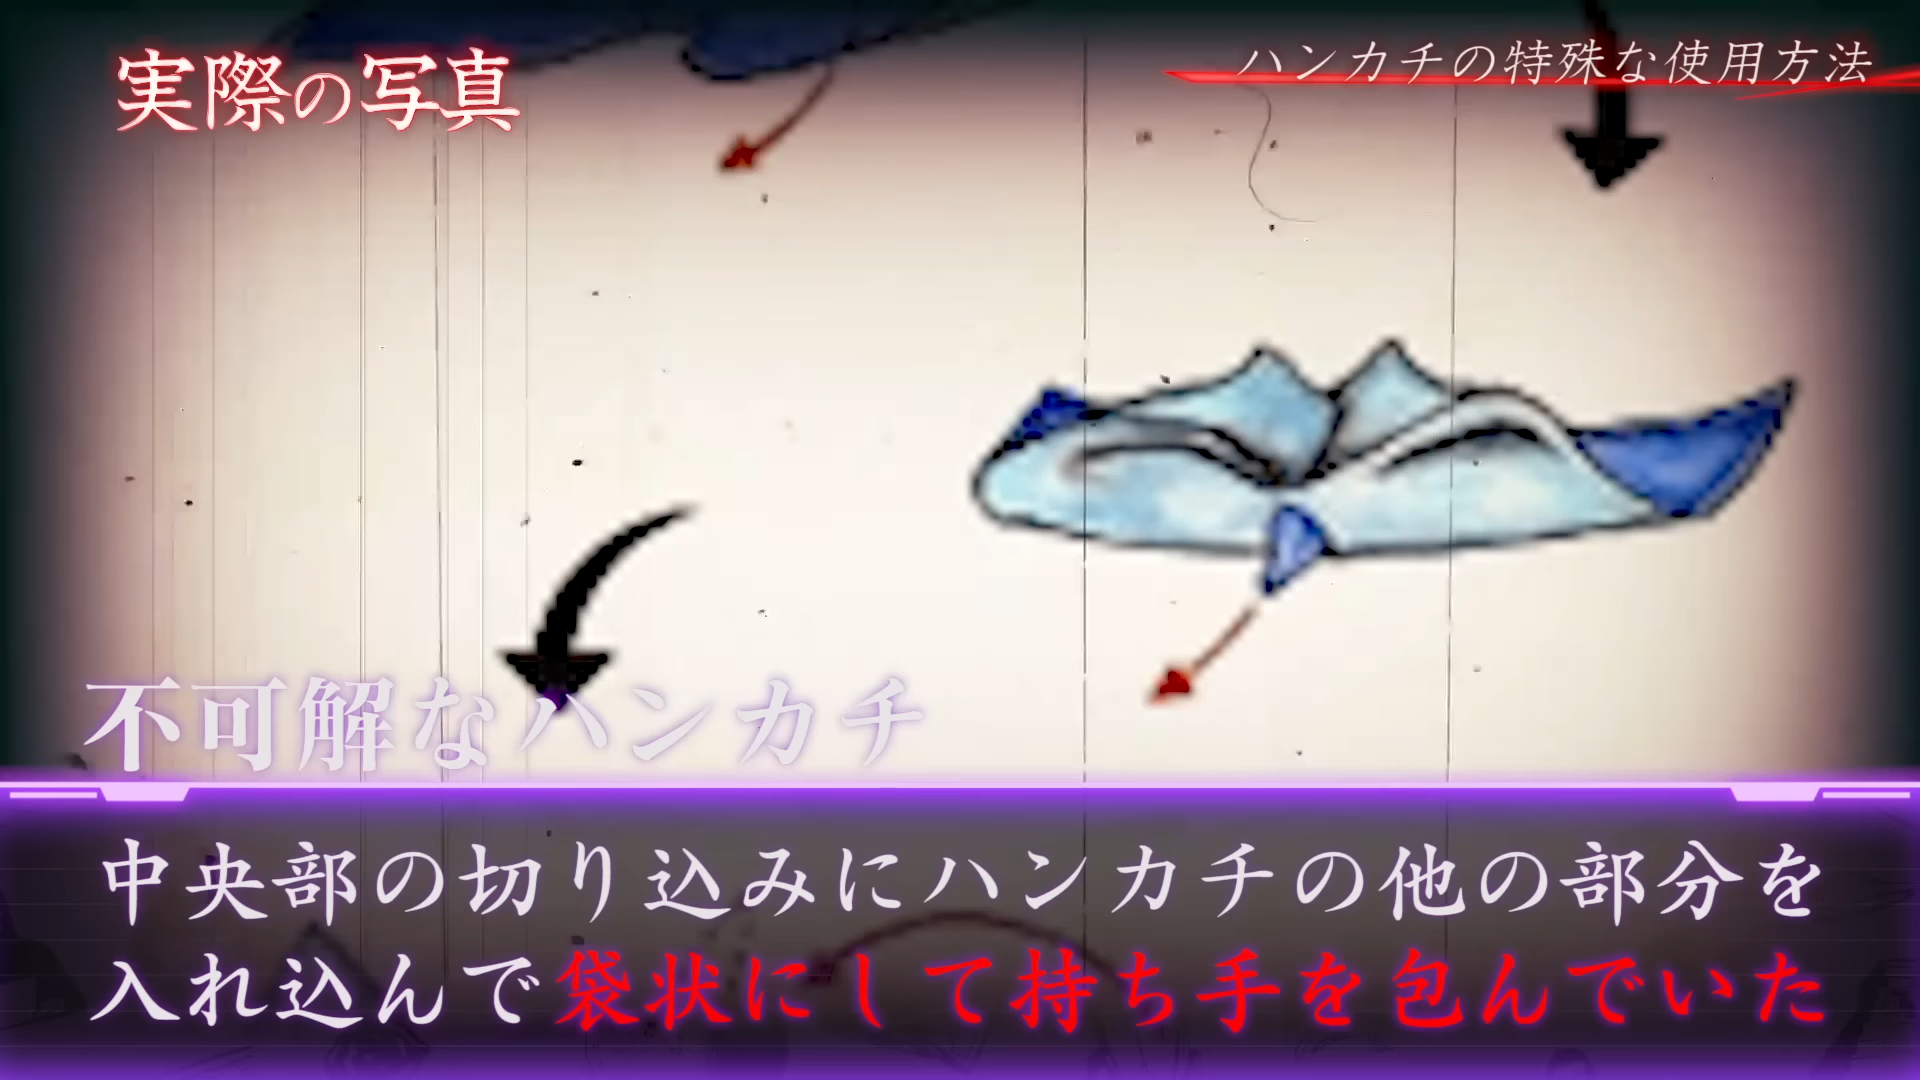 実際の写真
ハンカチの特殊な使用方法
不可解なハンカチ
中央部の切り込みにハンカチの他の部分を
入れ込んで袋状にして持ち手を包んでいた